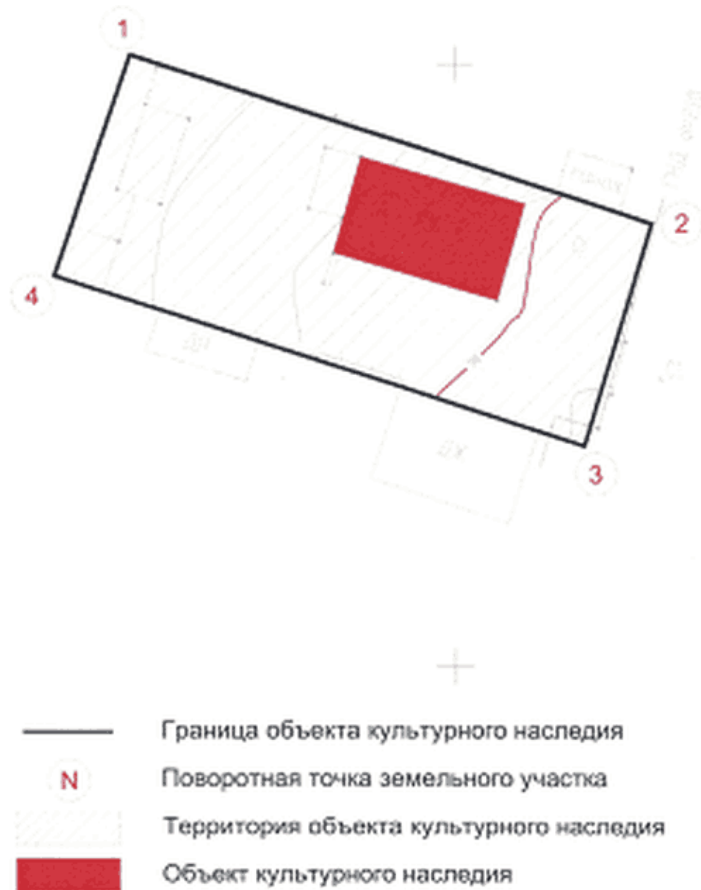 1
2
4
Ж
КЖ
3
Граница объекта культурного наследия
N
Поворотная точка земельного участка
Территория объекта культурного наследия
Объект культурного наследия